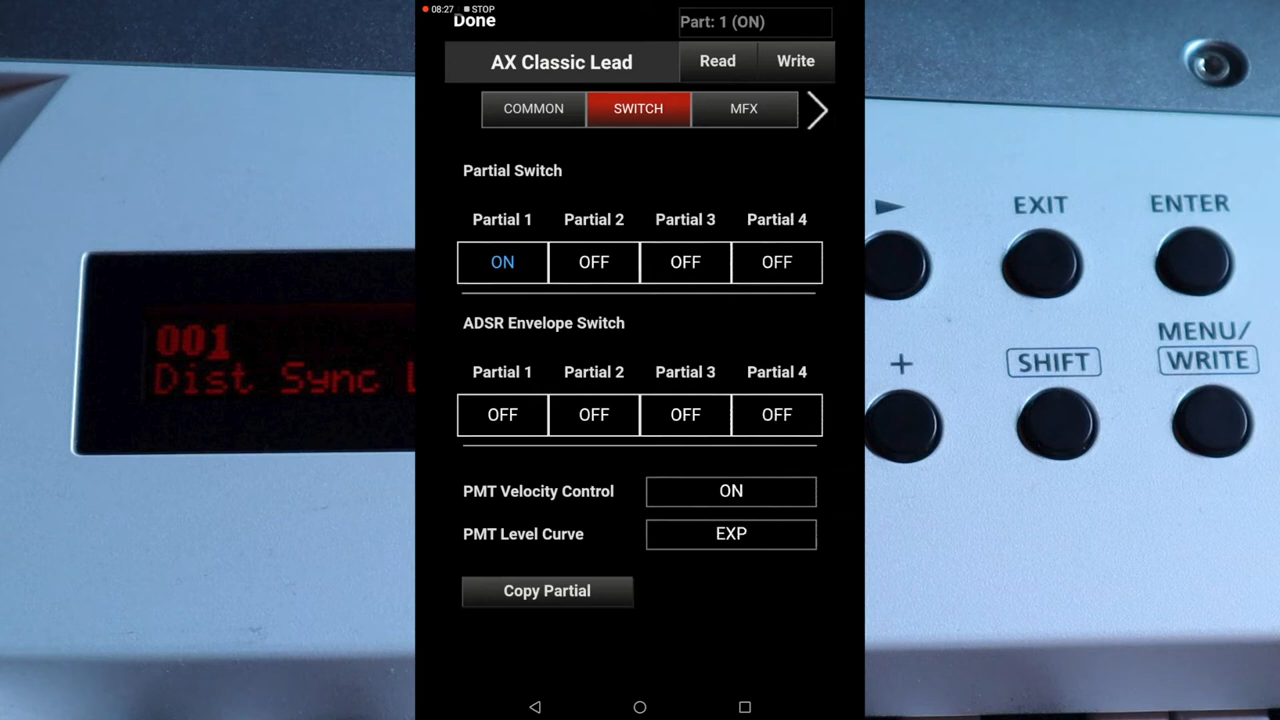 08:27 STOP
Done
Part: 1 (ON)
AX Classic Lead
Read
Write
COMMON
SWITCH
MFX
Partial Switch
Partial 1 Partial 2 Partial 3 Partial 4
ON OFF OFF OFF
ADSR Envelope Switch
Partial 1 Partial 2 Partial 3 Partial 4
OFF OFF OFF OFF
PMT Velocity Control ON
PMT Level Curve EXP
Copy Partial
001
Dist Sync
EXIT
ENTER
+
SHIFT
MENU/
WRITE